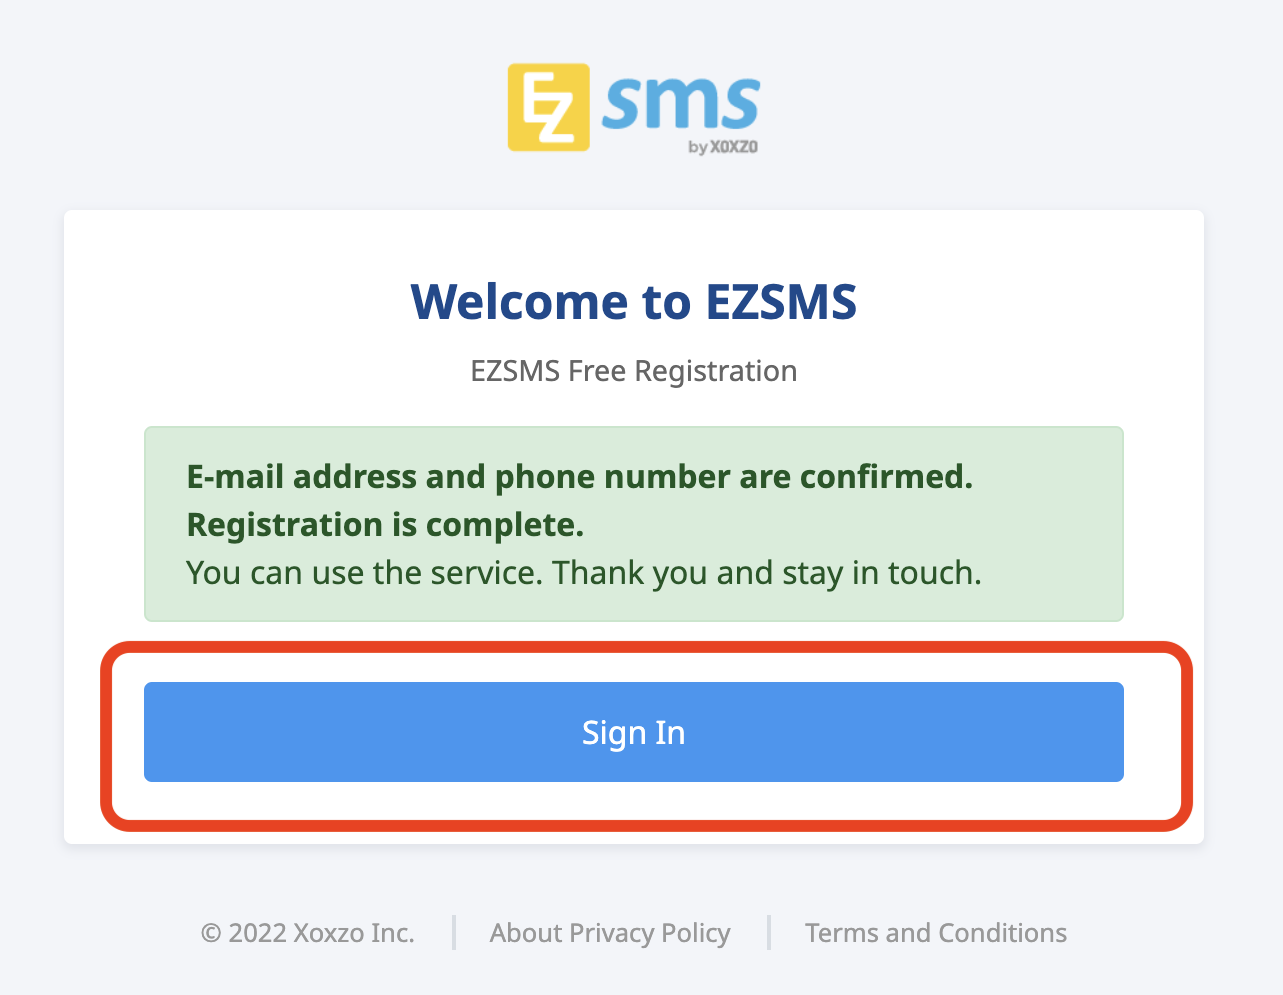 EZ sms
by XOXZO
Welcome to EZSMS
EZSMS Free Registration
E-mail address and phone number are confirmed.
Registration is complete.
You can use the service. Thank you and stay in touch.
Sign In
© 2022 Xoxzo Inc.
About Privacy Policy
Terms and Conditions